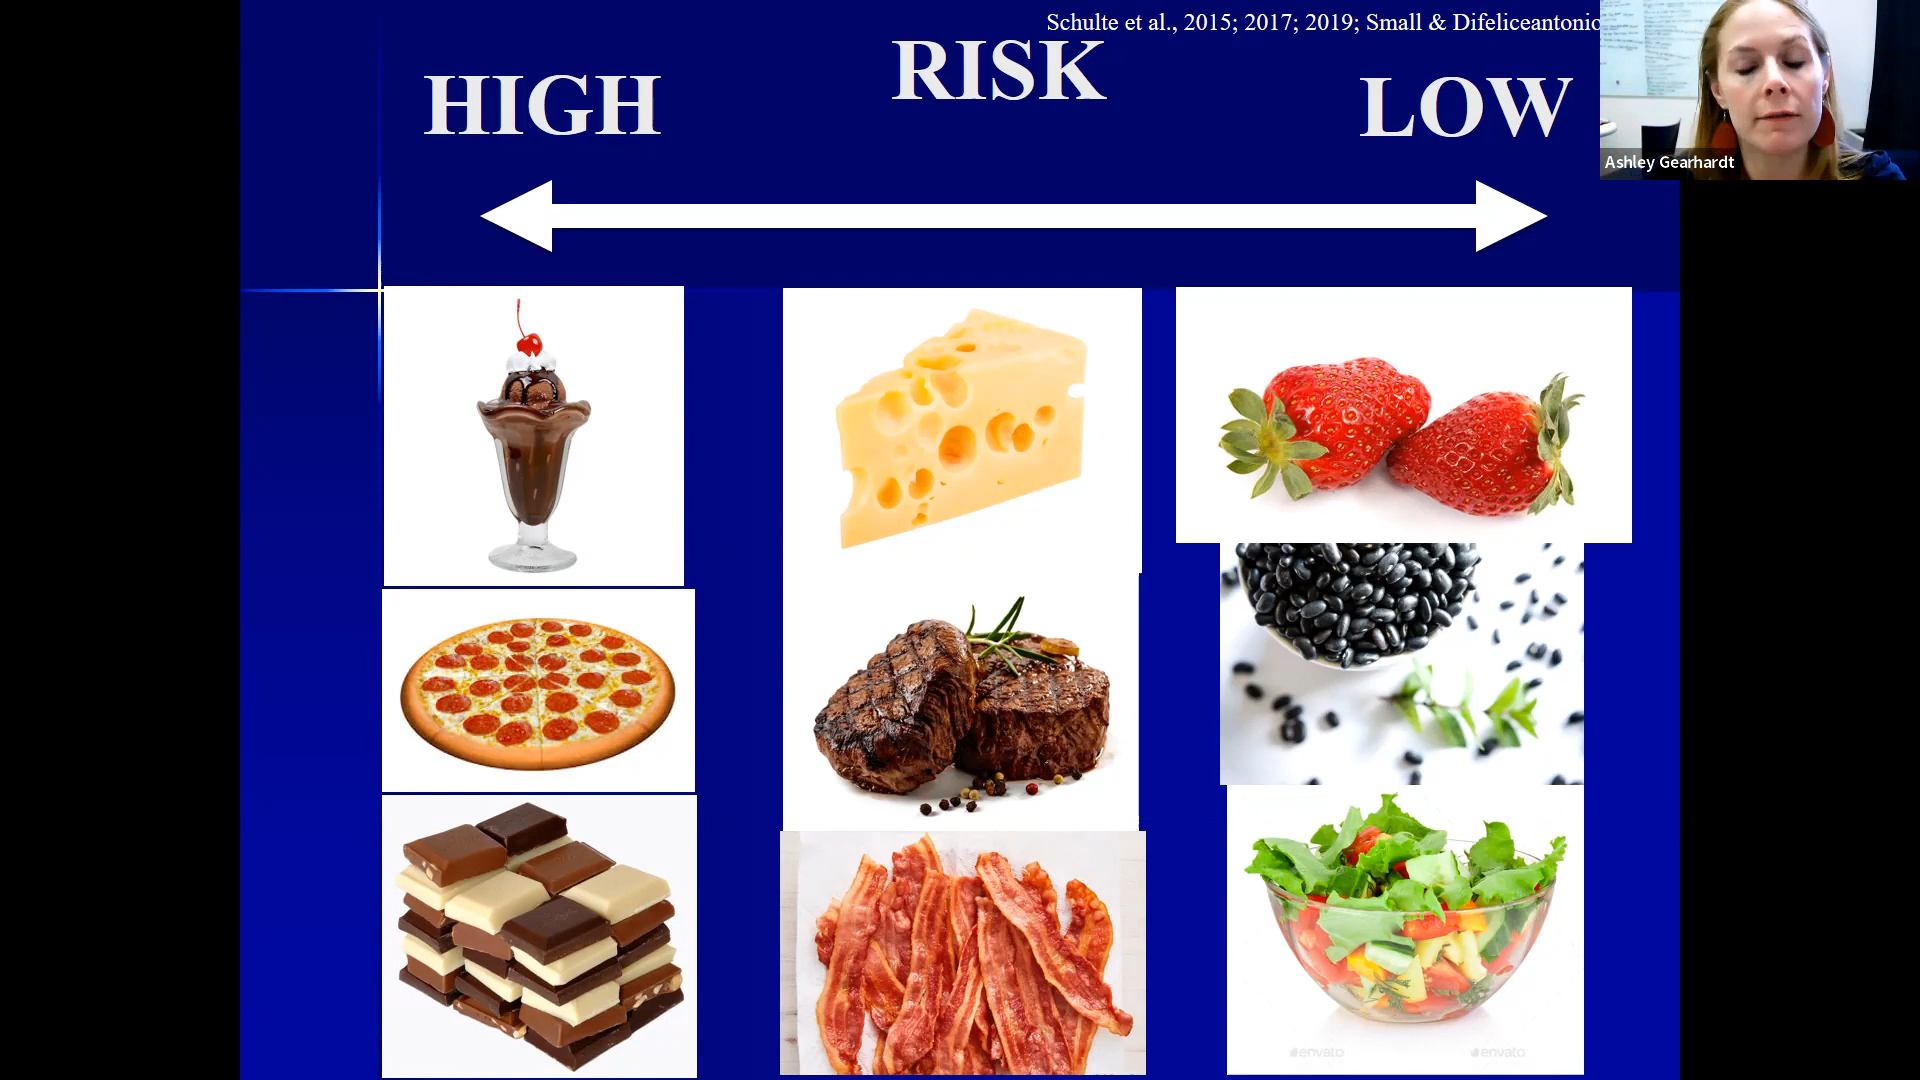 Schulte et al., 2015; 2017; 2019; Small & Difeliceantonio
RISK
HIGH
LOW
Ashley Gearhardt
envato
envato